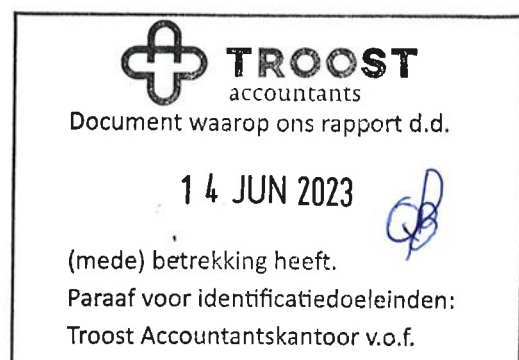 TROOST
accountants
Document waarop ons rapport d.d.
14 JUN 2023
(mede) betrekking heeft.
Paraaf voor identificatiedoeleinden:
Troost Accountantskantoor v.o.f.